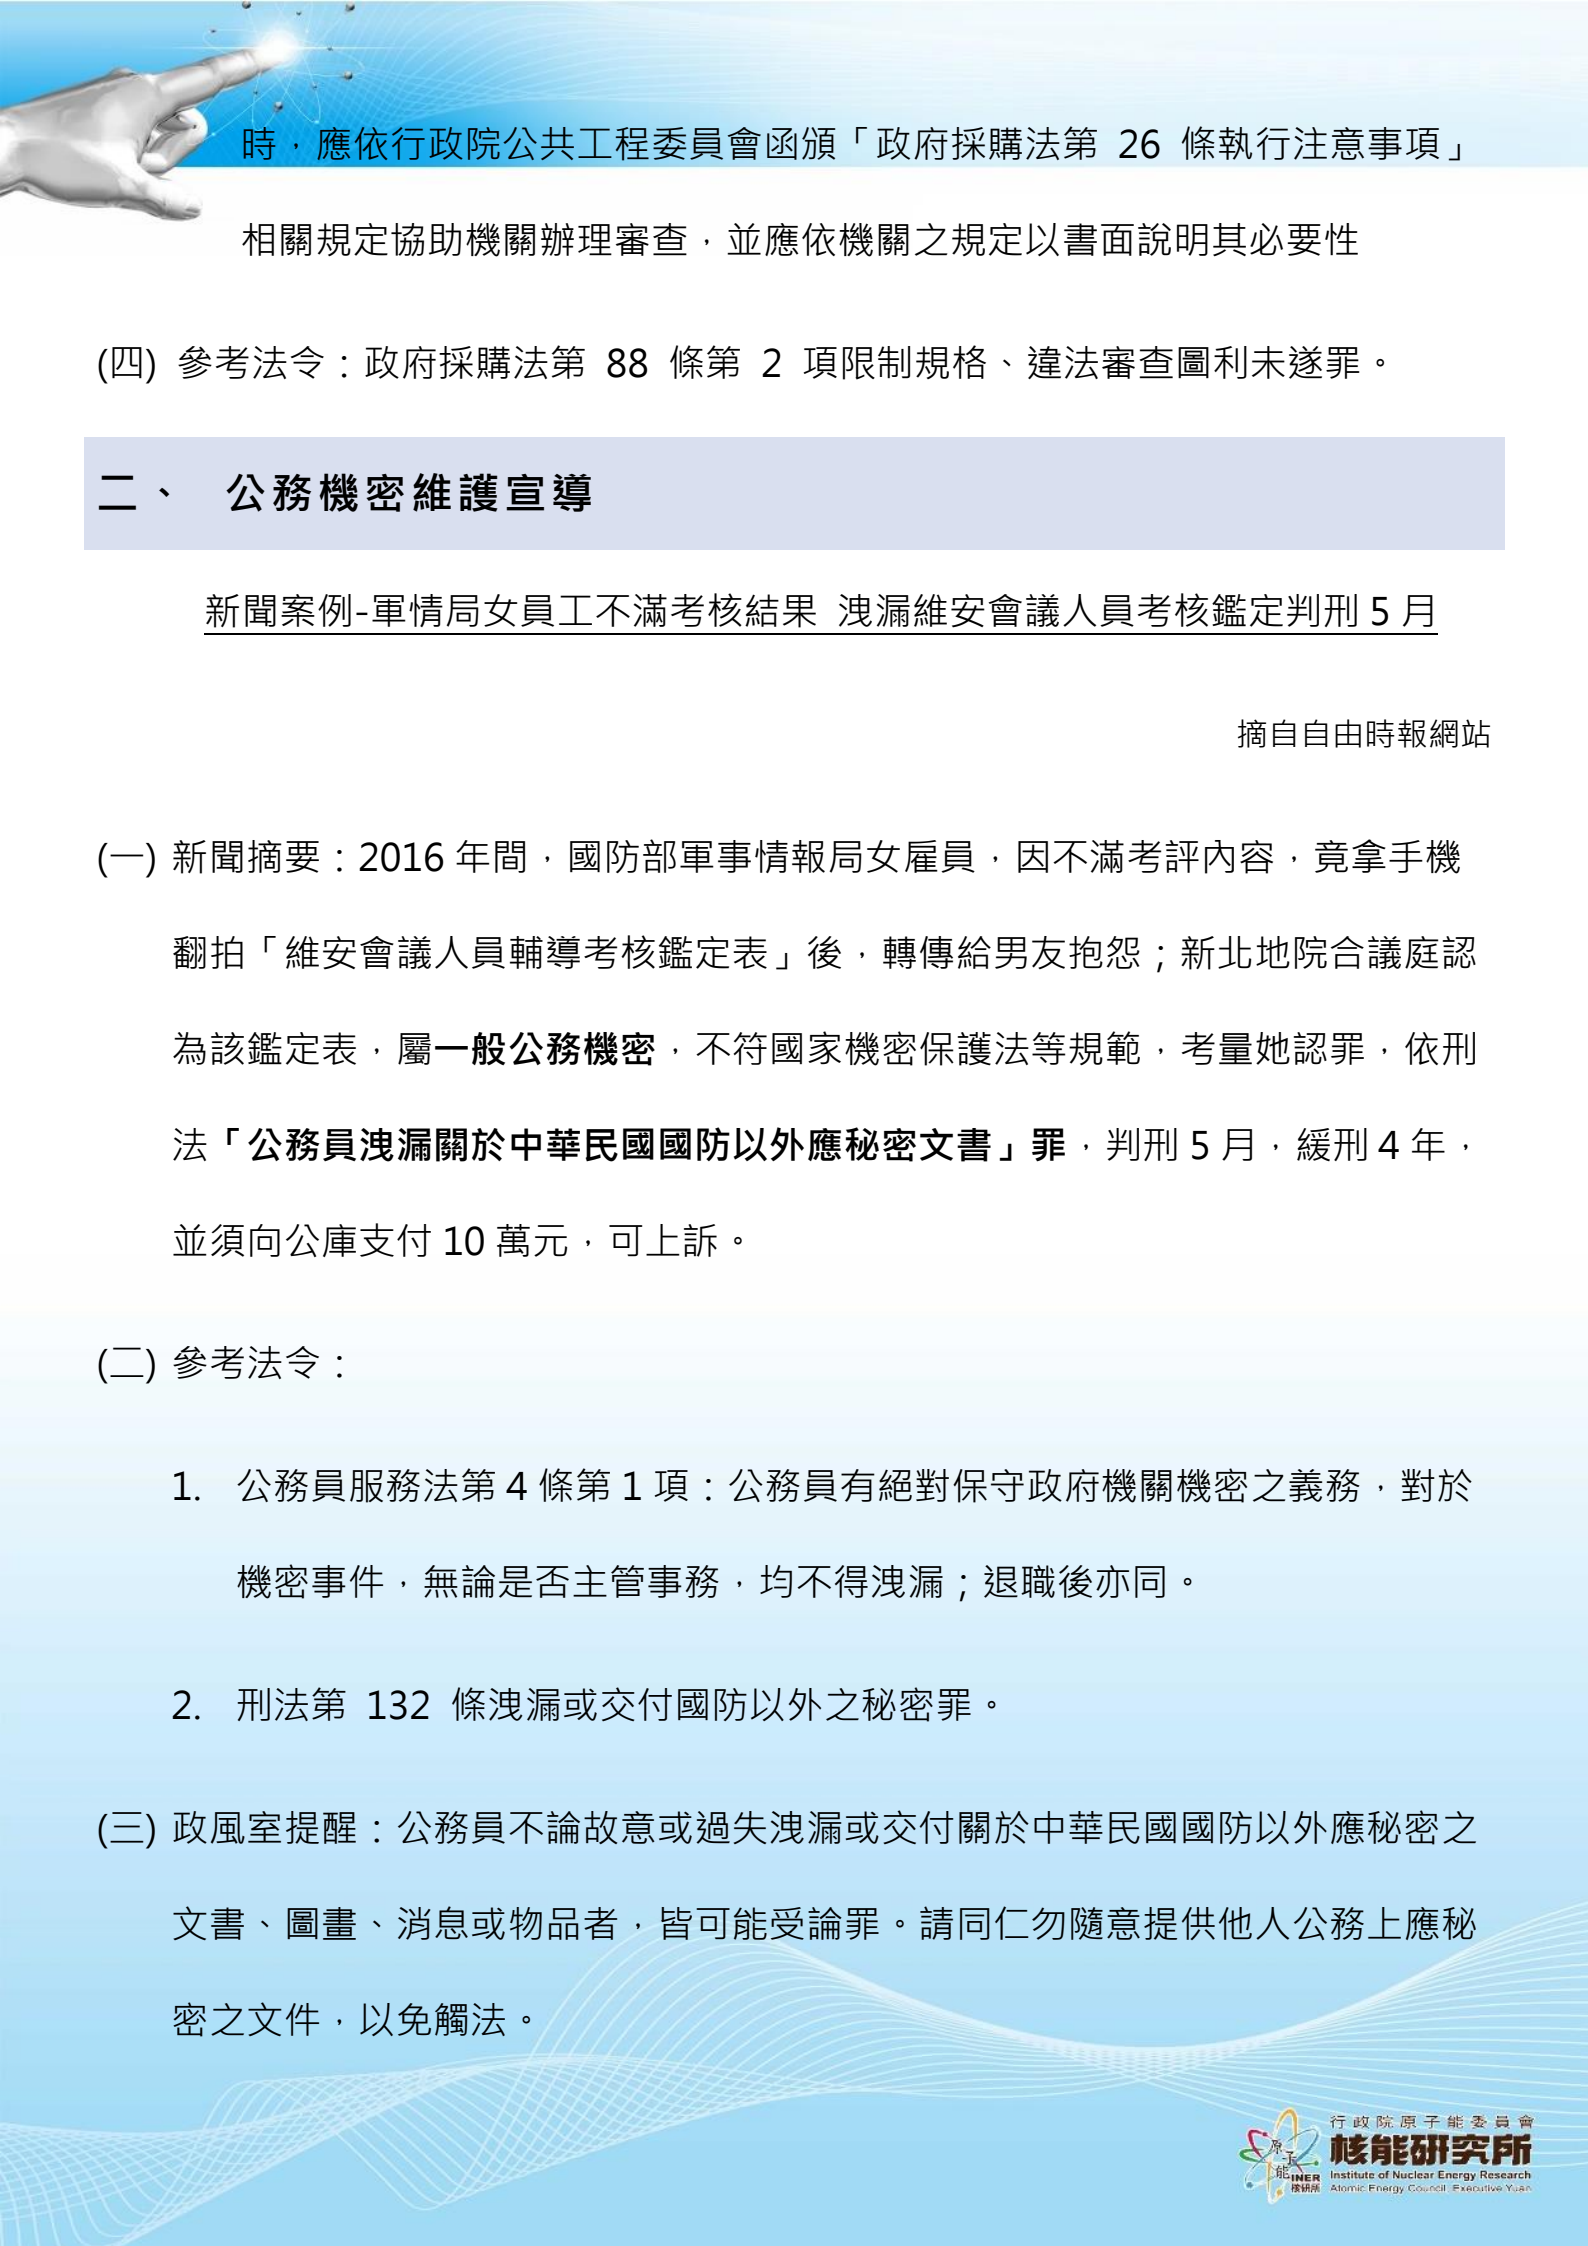 時，應依行政院公共工程委員會函頒「政府採購法第 26 條執行注意事項」
相關規定協助機關辦理審查，並應依機關之規定以書面說明其必要性
(四) 參考法令：政府採購法第 88 條第 2 項限制規格、違法審查圖利未遂罪。
二、 公務機密維護宣導
新聞案例-軍情局女員工不滿考核結果 洩漏維安會議人員考核鑑定判刑 5 月
摘自自由時報網站
(一) 新聞摘要：2016 年間，國防部軍事情報局女雇員，因不滿考評內容，竟拿手機
翻拍「維安會議人員輔導考核鑑定表」後，轉傳給男友抱怨；新北地院合議庭認
為該鑑定表，屬一般公務機密，不符國家機密保護法等規範，考量她認罪，依刑
法「公務員洩漏關於中華民國國防以外應秘密文書」罪，判刑 5 月，緩刑 4 年，
並須向公庫支付 10 萬元，可上訴。
(二) 參考法令：
1. 公務員服務法第 4 條第 1 項：公務員有絕對保守政府機關機密之義務，對於
機密事件，無論是否主管事務，均不得洩漏；退職後亦同。
2. 刑法第 132 條洩漏或交付國防以外之秘密罪。
(三) 政風室提醒：公務員不論故意或過失洩漏或交付關於中華民國國防以外應秘密之
文書、圖畫、消息或物品者，皆可能受論罪。請同仁勿隨意提供他人公務上應秘
密之文件，以免觸法。
行政院原子能委員會
核能研究所
Institute of Nuclear Energy Research
Atomic Energy Council, Executive Yuan
原子能
INER
核研所